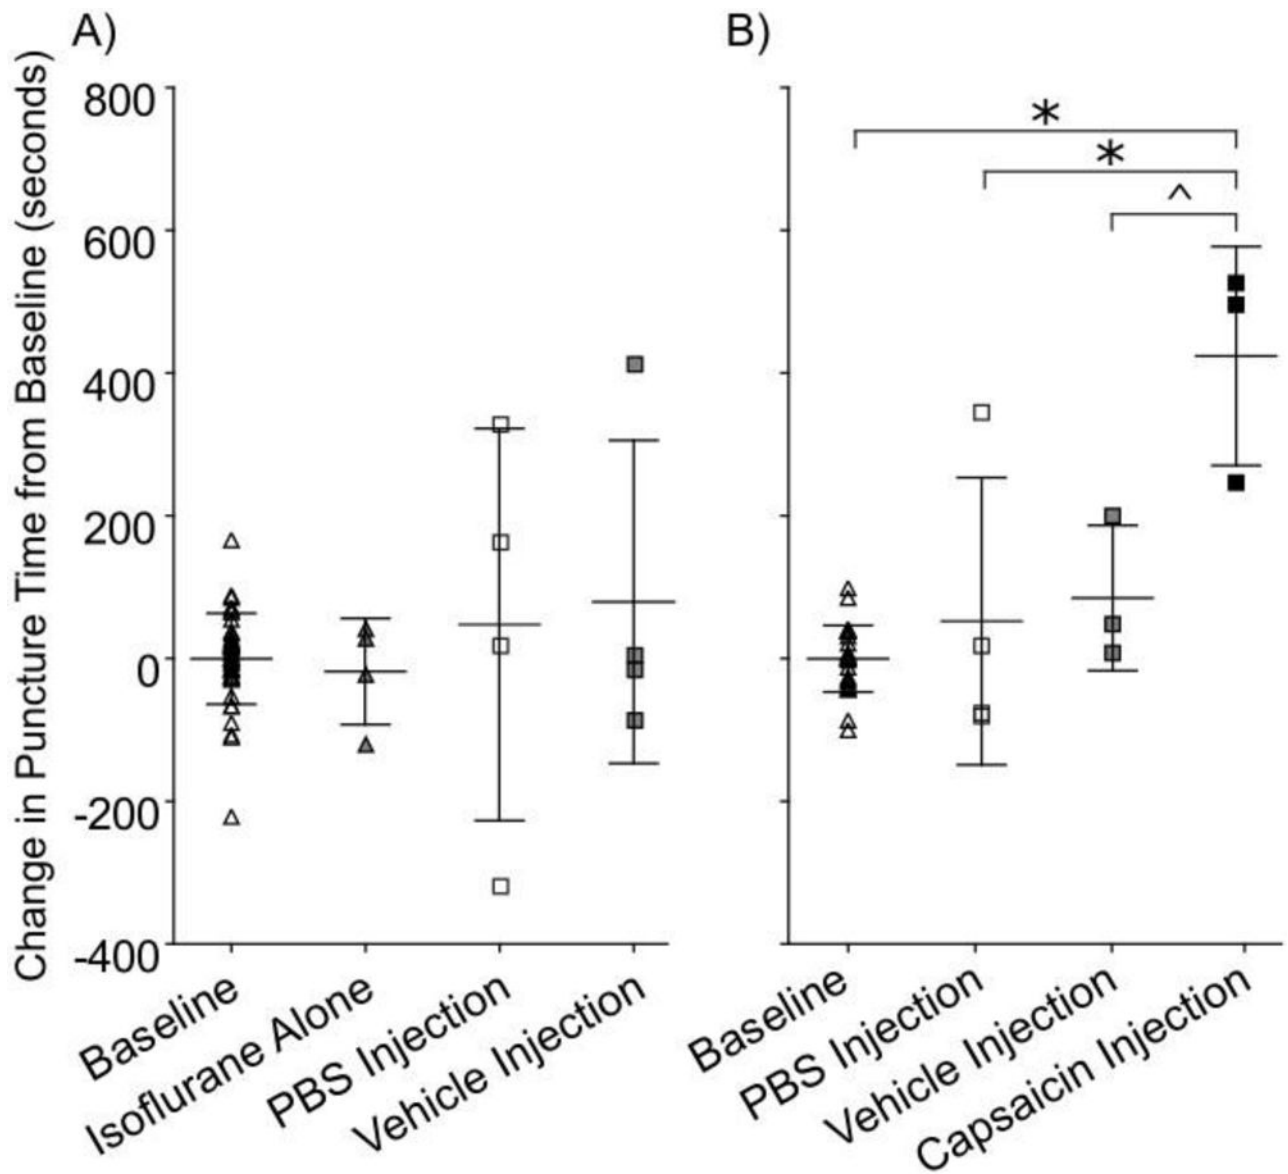 A)
B)
Change in Puncture Time from Baseline (seconds)
800
600
400
200
0
-200
-400
*
*
^
Baseline
Isoflurane Alone
PBS Injection
Vehicle Injection
Baseline
PBS Injection
Vehicle Injection
Capsaicin Injection